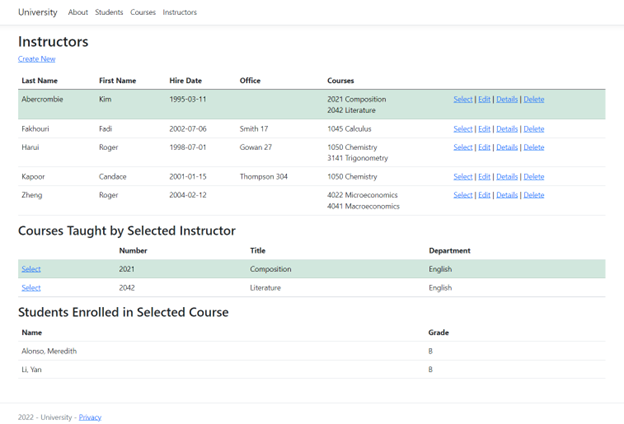 University About Students Courses Instructors
Instructors
Create New
Last Name First Name Hire Date Office Courses
Abercrombie Kim 1995-03-11 2021 Composition Select | Edit | Details | Delete
2042 Literature
Fakhouri Fadi 2002-07-06 Smith 17 1045 Calculus Select | Edit | Details | Delete
Harui Roger 1998-07-01 Gowan 27 1050 Chemistry Select | Edit | Details | Delete
3141 Trigonometry
Kapoor Candace 2001-01-15 Thompson 304 1050 Chemistry Select | Edit | Details | Delete
Zheng Roger 2004-02-12 4022 Microeconomics Select | Edit | Details | Delete
4041 Macroeconomics
Courses Taught by Selected Instructor
Number Title Department
Select 2021 Composition English
Select 2042 Literature English
Students Enrolled in Selected Course
Name Grade
Alonso, Meredith B
Li, Yan B
2022 - University - Privacy